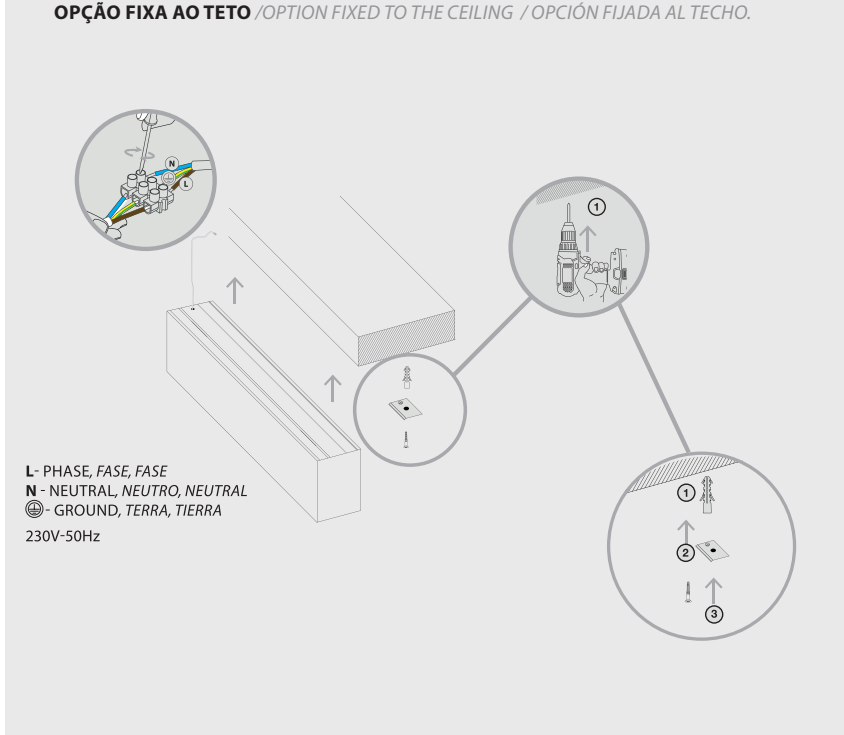 OPÇÃO FIXA AO TETO /OPTION FIXED TO THE CEILING / OPCIÓN FIJADA AL TECHO.
N
L
1
L- PHASE, FASE, FASE
N - NEUTRAL, NEUTRO, NEUTRAL
- GROUND, TERRA, TIERRA
230V-50Hz
1
2
3